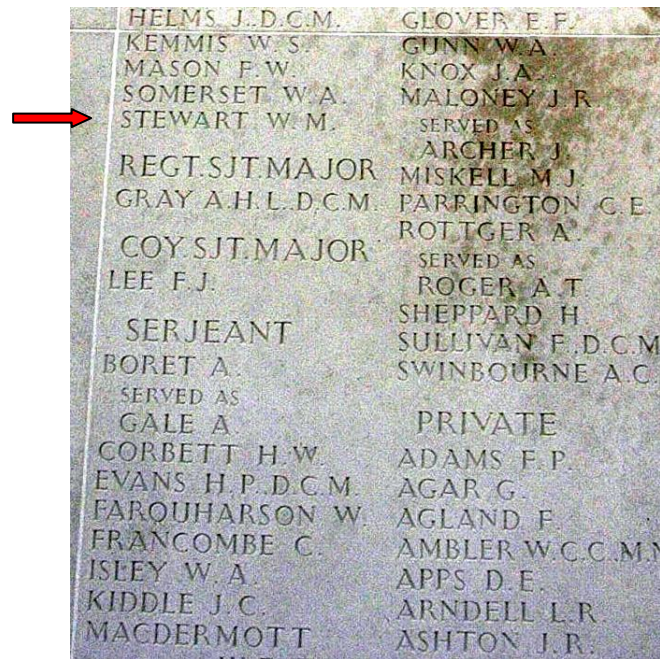 HELMS J., D.C.M.
KEMMIS W. S.
MASON F. W.
SOMERSET W. A.
STEWART W. M.
REGT. SJT. MAJOR
GRAY A. H. L., D.C.M.
COY. SJT. MAJOR
LEE F. J.
SERJEANT
BORET A.
SERVED AS
GALE A.
CORBETT H. W.
EVANS H. P., D.C.M.
FARQUHARSON W.
FRANCOMBE C.
ISLEY W. A.
KIDDLE J. C.
MACDERMOTT
GLOVER E. F.
GUNN W. A.
KNOX J. A.
MALONEY J. R.
SERVED AS
ARCHER J.
MISKELL M. J.
PARRINGTON C. E.
ROTTGER A.
SERVED AS
ROGER A. T.
SHEPPARD H.
SULLIVAN F., D.C.M
SWINBOURNE A. C.
PRIVATE
ADAMS F. P.
AGAR G.
AGLAND F.
AMBLER W. C. C., M.M
APPS D. E.
ARNDELL L. R.
ASHTON J. R.